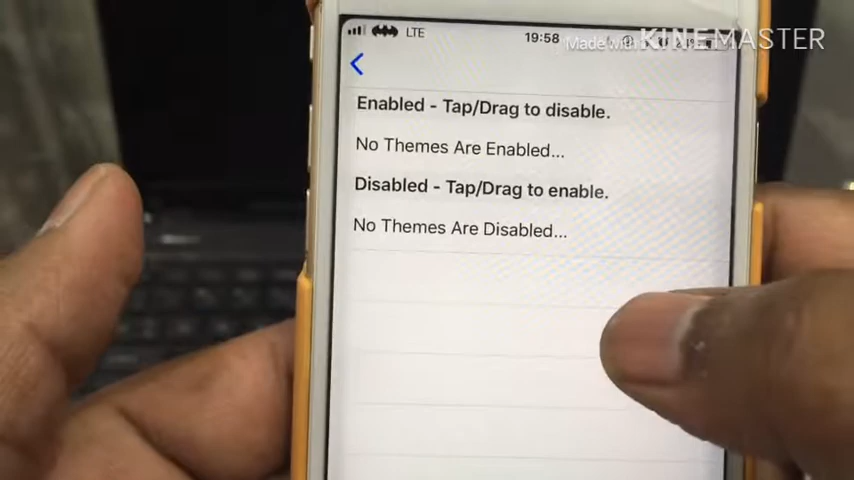 LTE
19:58
Made with KINEMASTER
Enabled - Tap/Drag to disable.
No Themes Are Enabled...
Disabled - Tap/Drag to enable.
No Themes Are Disabled...